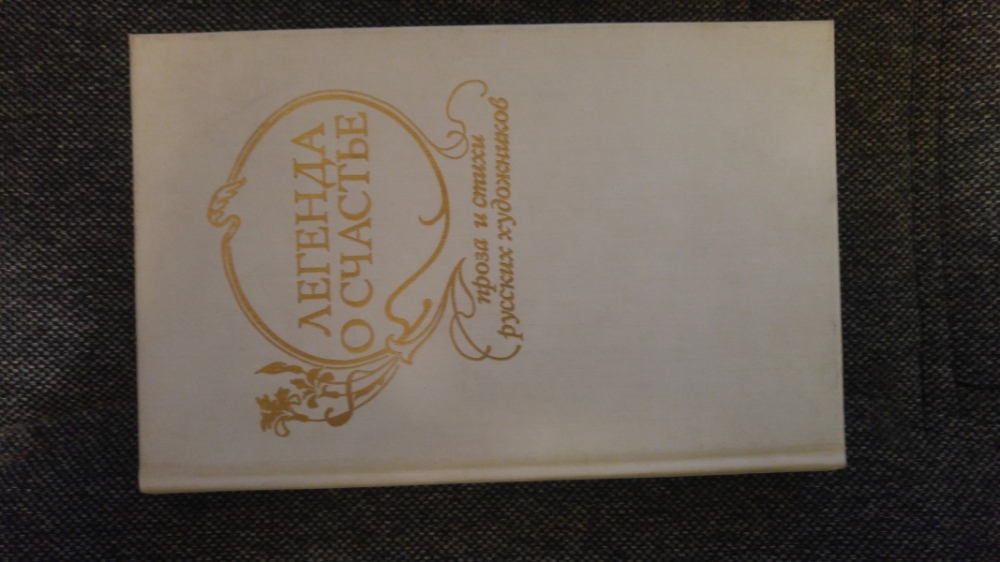 ЛЕГЕНДА
О СЧАСТЬЕ
проза и стихи
русских художников